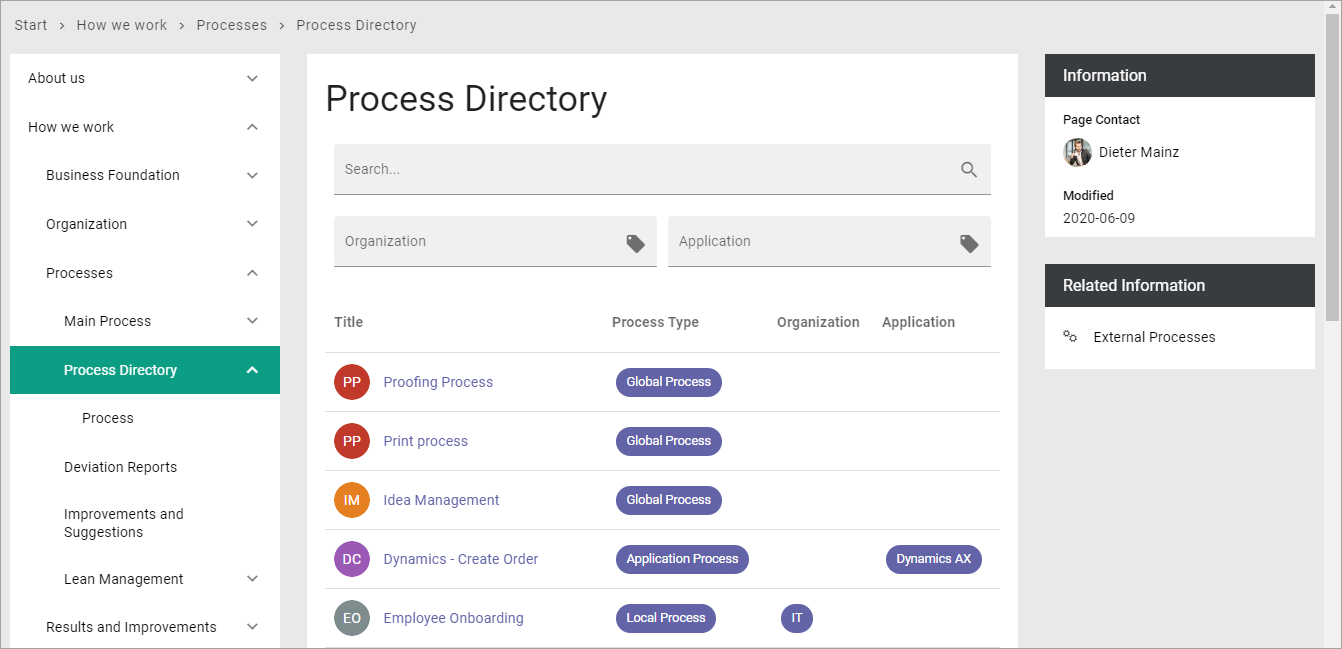 Start > How we work > Processes > Process Directory
About us
How we work
Business Foundation
Organization
Processes
Main Process
Process Directory
Process
Deviation Reports
Improvements and
Suggestions
Lean Management
Results and Improvements
Process Directory
Search...
Organization Application
Title Process Type Organization Application
PP Proofing Process Global Process
PP Print process Global Process
IM Idea Management Global Process
DC Dynamics - Create Order Application Process Dynamics AX
EO Employee Onboarding Local Process IT
Information
Page Contact
Dieter Mainz
Modified
2020-06-09
Related Information
External Processes